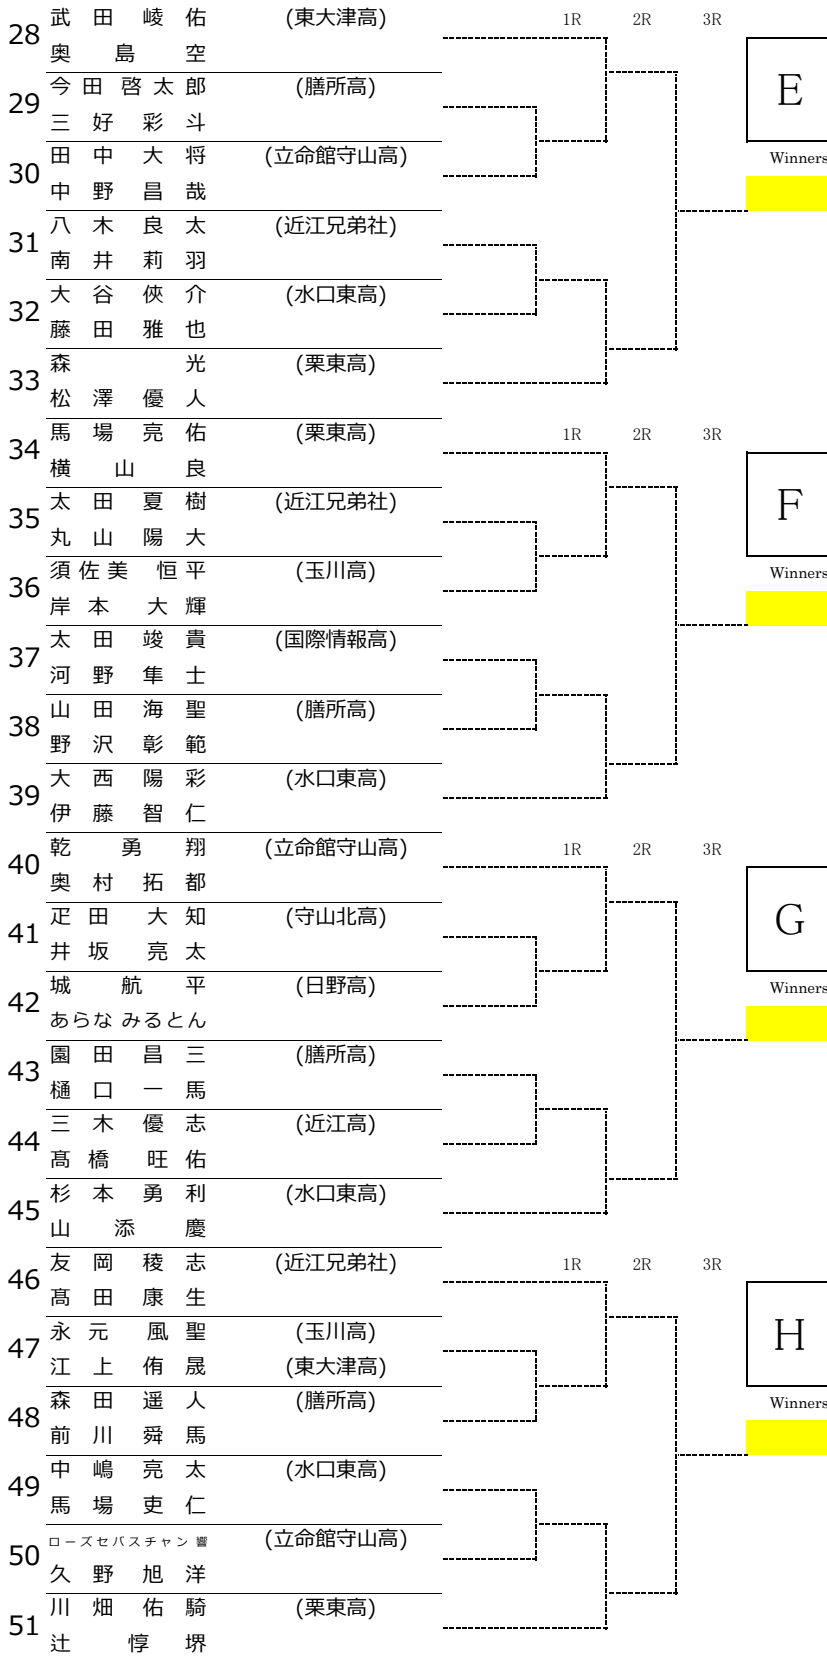 武田崚佑 (東大津高) 1R 2R 3R
28
奥島空
E
今田啓太郎 (膳所高)
29
三好彩斗
田中大将 (立命館守山高) Winners
30
中野昌哉
八木良太 (近江兄弟社)
31
南井莉羽
大谷俠介 (水口東高)
32
藤田雅也
森光 (栗東高)
33
松澤優人
馬場亮佑 (栗東高) 1R 2R 3R
34
横山良
F
太田夏樹 (近江兄弟社)
35
丸山陽大
須佐美恒平 (玉川高) Winners
36
岸本大輝
太田竣貴 (国際情報高)
37
河野隼士
山田海聖 (膳所高)
38
野沢彰範
大西陽彩 (水口東高)
39
伊藤智仁
乾勇翔 (立命館守山高) 1R 2R 3R
40
奥村拓都
G
疋田大知 (守山北高)
41
井坂亮太
城航平 (日野高) Winners
42
あらな みるとん
園田昌三 (膳所高)
43
樋口一馬
三木優志 (近江高)
44
髙橋旺佑
杉本勇利 (水口東高)
45
山添慶
友岡稜志 (近江兄弟社) 1R 2R 3R
46
髙田康生
H
永元風聖 (玉川高)
47
江上侑晟 (東大津高)
森田遥人 (膳所高) Winners
48
前川舜馬
中嶋亮太 (水口東高)
49
馬場吏仁
ローズセバスチャン 響 (立命館守山高)
50
久野旭洋
川畑佑騎 (栗東高)
51
辻惇堺